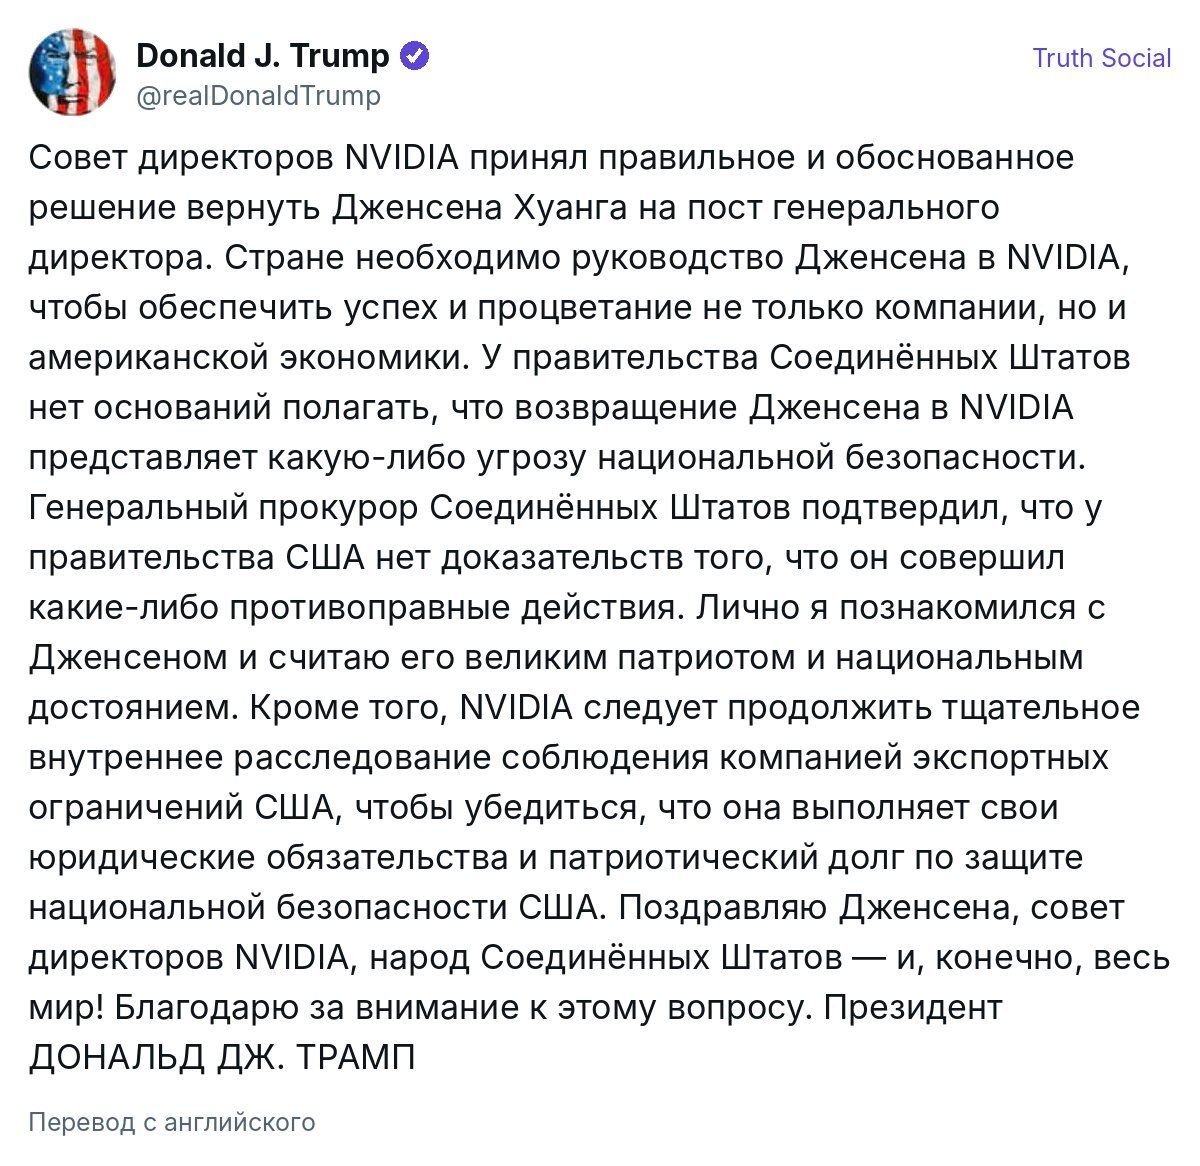 Donald J. Trump
Truth Social
@realDonaldTrump
Совет директоров NVIDIA принял правильное и обоснованное
решение вернуть Дженсена Хуанга на пост генерального
директора. Стране необходимо руководство Дженсена в NVIDIA,
чтобы обеспечить успех и процветание не только компании, но и
американской экономики. У правительства Соединённых Штатов
нет оснований полагать, что возвращение Дженсена в NVIDIA
представляет какую-либо угрозу национальной безопасности.
Генеральный прокурор Соединённых Штатов подтвердил, что у
правительства США нет доказательств того, что он совершил
какие-либо противоправные действия. Лично я познакомился с
Дженсеном и считаю его великим патриотом и национальным
достоянием. Кроме того, NVIDIA следует продолжить тщательное
внутреннее расследование соблюдения компанией экспортных
ограничений США, чтобы убедиться, что она выполняет свои
юридические обязательства и патриотический долг по защите
национальной безопасности США. Поздравляю Дженсена, совет
директоров NVIDIA, народ Соединённых Штатов — и, конечно, весь
мир! Благодарю за внимание к этому вопросу. Президент
ДОНАЛЬД ДЖ. ТРАМП
Перевод с английского